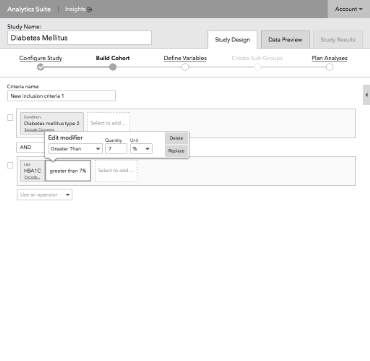 Analytics Suite | Insights
Account
Study Name:
Diabetes Mellitus
Study Design
Data Preview
Study Results
Configure Study
Build Cohort
Define Variables
Create Sub-Groups
Plan Analyses
Criteria name:
New inclusion criteria 1
Condition
Diabetes mellitus type 2
Select to add...
AND
Edit modifier
Quantity
Unit
Greater Than
7
%
Delete
Replace
Lab
HBA1C
greater than 7%
Select to add...
Use an operator